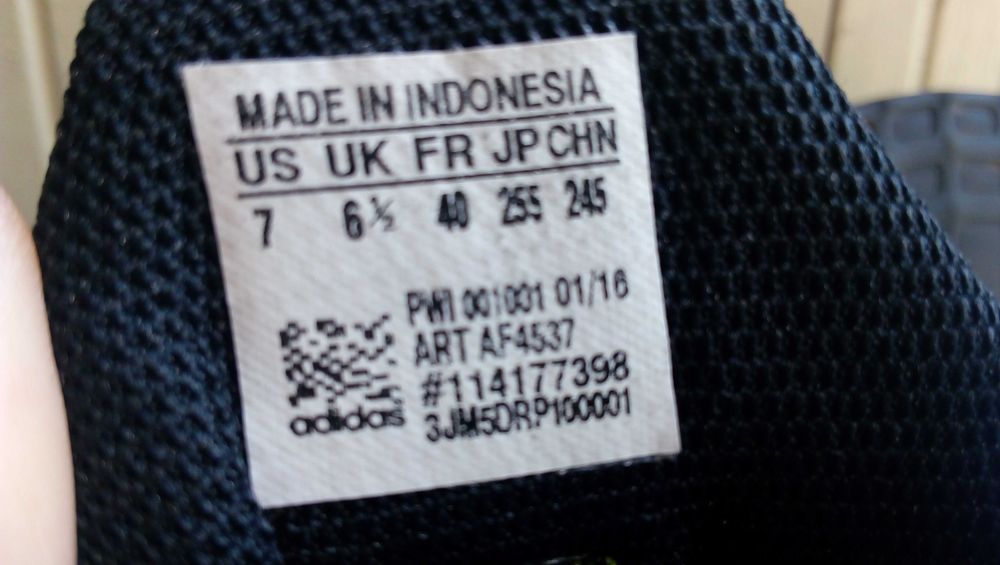 MADE IN INDONESIA
US UK FR JP CHN
7 6½ 40 255 245
PWI 001001 01/16
ART AF4537
#114177398
3JM5DRP100001
adidas